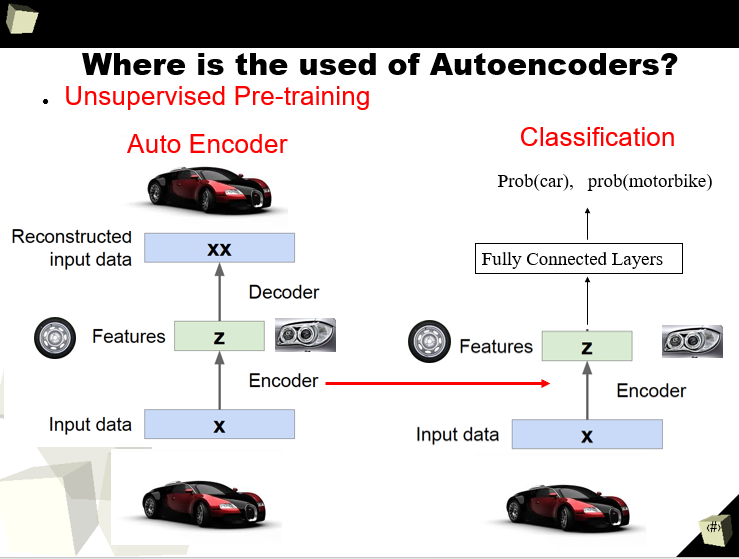 Where is the used of Autoencoders?
• Unsupervised Pre-training
Auto Encoder
Reconstructed
input data
xx
Decoder
Features
z
Encoder
Input data
x
Classification
Prob(car), prob(motorbike)
Fully Connected Layers
Features
z
Encoder
Input data
x
‹#›